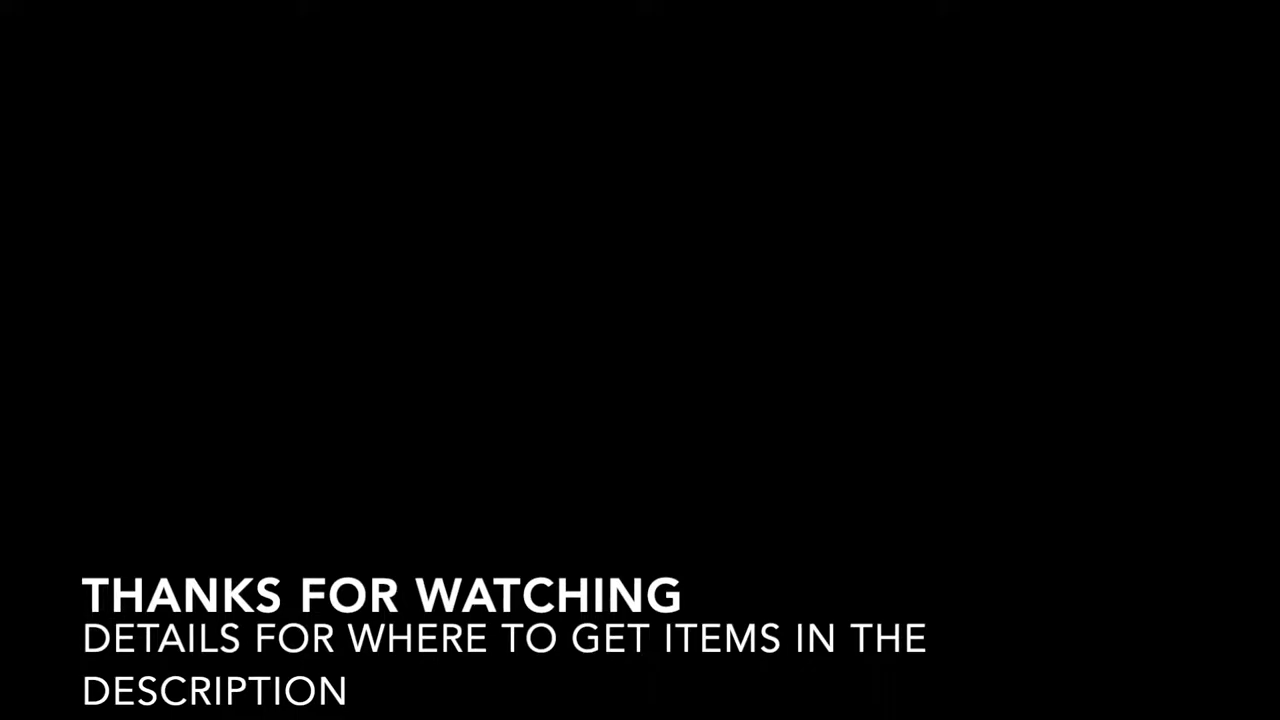 THANKS FOR WATCHING
DETAILS FOR WHERE TO GET ITEMS IN THE
DESCRIPTION